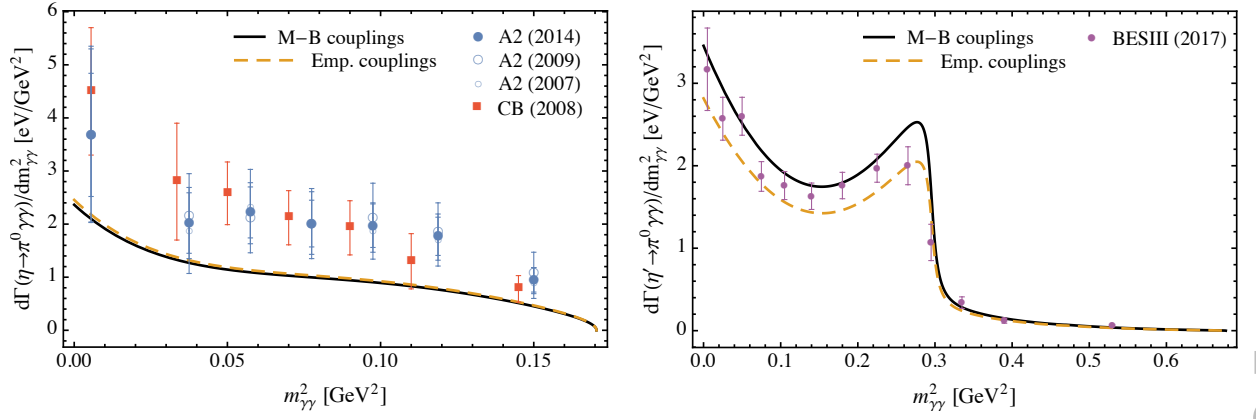 dΓ(η→π⁰γγ)/dm²γγ [eV/GeV²]
6
5
4
3
2
1
0
M−B couplings
Emp. couplings
A2 (2014)
A2 (2009)
A2 (2007)
CB (2008)
0.00 0.05 0.10 0.15
m²γγ [GeV²]
dΓ(η′→π⁰γγ)/dm²γγ [eV/GeV²]
3
2
1
0
M−B couplings
Emp. couplings
BESIII (2017)
0.0 0.1 0.2 0.3 0.4 0.5 0.6
m²γγ [GeV²]